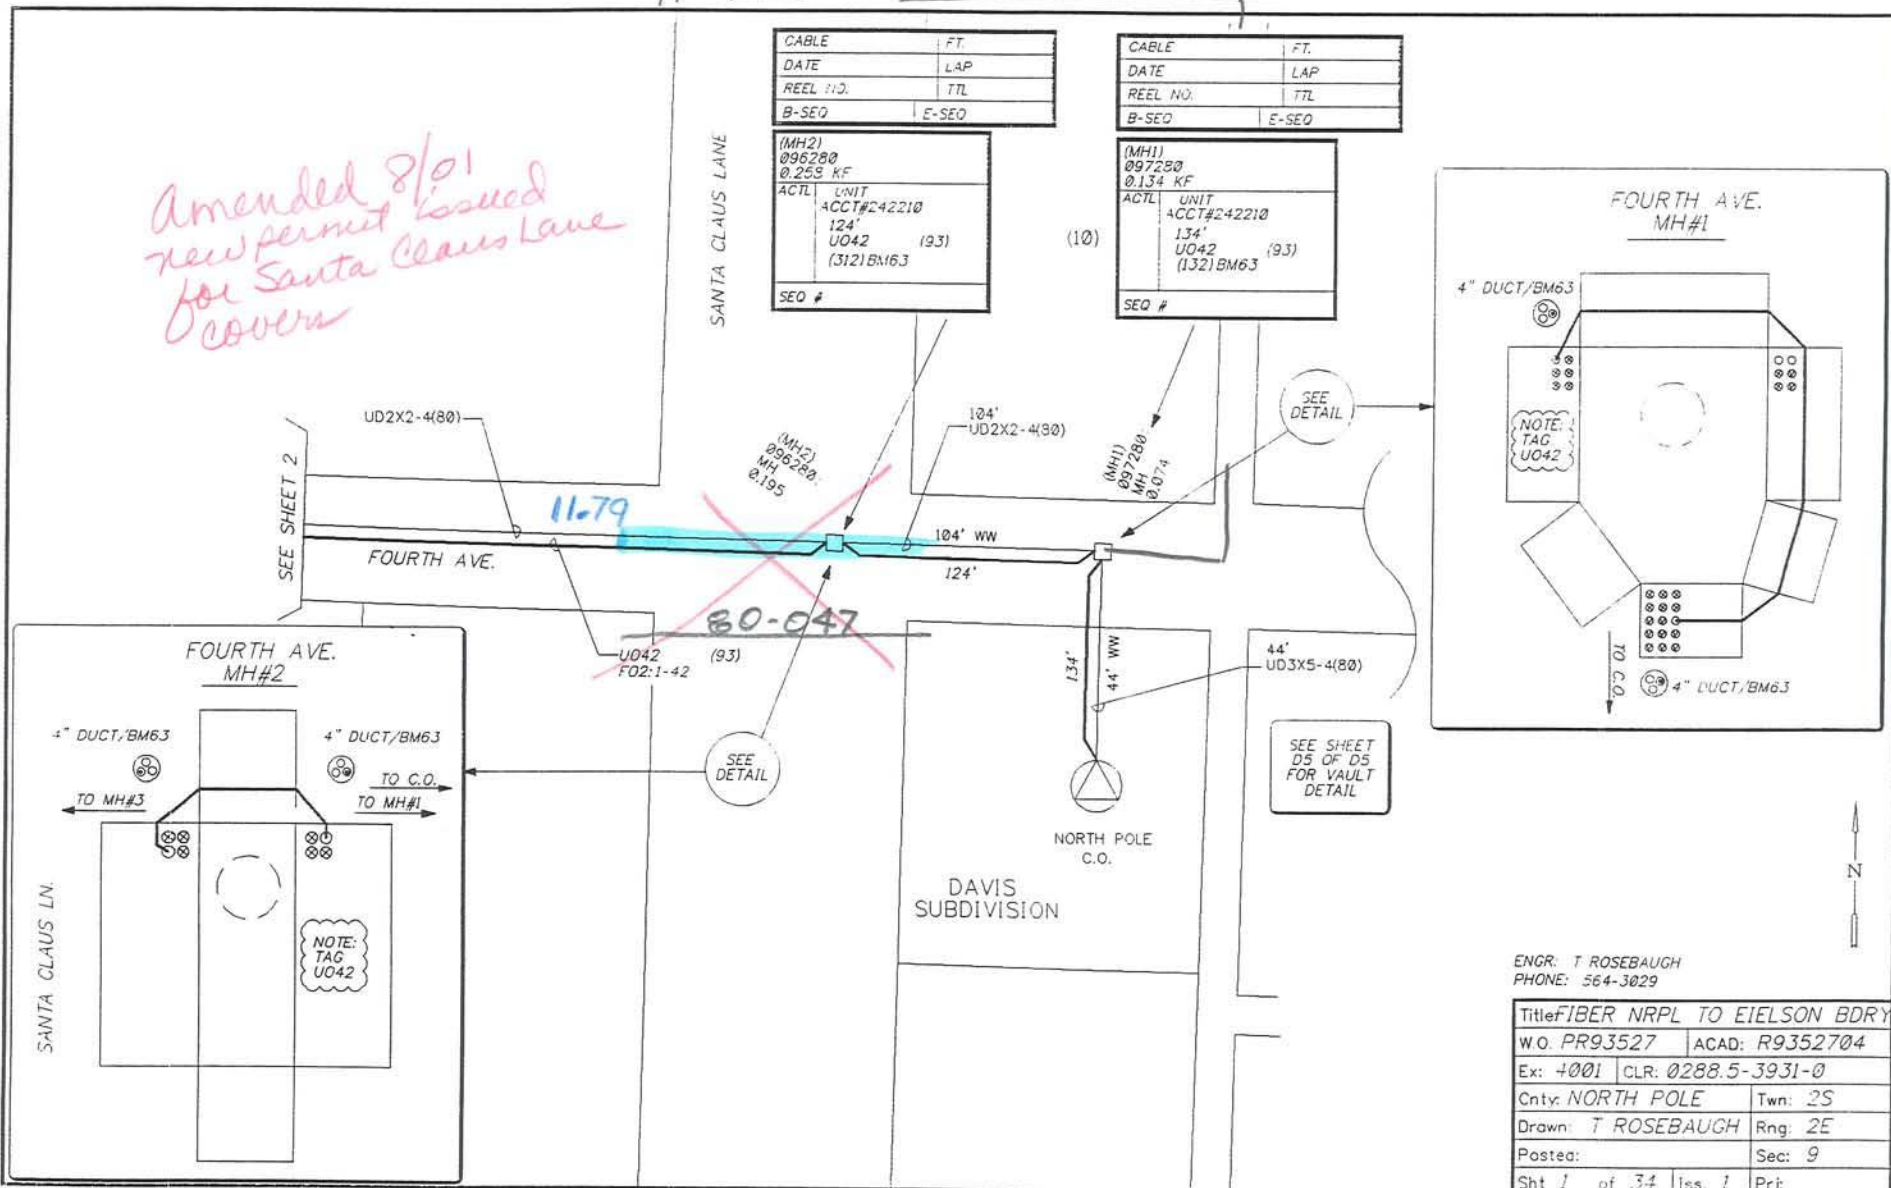 CABLE FT.
DATE LAP
REEL NO. TTL
B-SEQ E-SEQ
CABLE FT.
DATE LAP
REEL NO. TTL
B-SEQ E-SEQ
(MH2)
096280
0.258 KF
ACTL UNIT
ACCT#242210
124'
UO42 (93)
(312)BM63
SEQ #
(10)
(MH1)
097280
0.134 KF
ACTL UNIT
ACCT#242210
134'
UO42 (93)
(132)BM63
SEQ #
SANTA CLAUS LANE
Amended 8/01
new permit issued
for Santa Claus Lane
covers
FOURTH AVE.
MH#1
4" DUCT/BM63
NOTE:
TAG
UO42
TO C.O.
4" DUCT/BM63
SEE
DETAIL
UD2X2-4(80)
(MH2)
096280
MH
0.195
104'
UD2X2-4(80)
(MH1)
097280
MH
0.074
SEE SHEET 2
11-79
FOURTH AVE.
104' WW
124'
80-047
UO42 (93)
FO2:1-42
134'
44' WW
44'
UD3X5-4(80)
FOURTH AVE.
MH#2
4" DUCT/BM63
4" DUCT/BM63
TO C.O.
TO MH#3
TO MH#1
NOTE:
TAG
UO42
SANTA CLAUS LN.
SEE
DETAIL
SEE SHEET
D5 OF D5
FOR VAULT
DETAIL
NORTH POLE
C.O.
DAVIS
SUBDIVISION
N
ENGR: T ROSEBAUGH
PHONE: 564-3029
Title FIBER NRPL TO EIELSON BDRY
W.O. PR93527 ACAD: R9352704
Ex: 4001 CLR: 0288.5-3931-0
Cnty: NORTH POLE Twn: 2S
Drawn: T ROSEBAUGH Rng: 2E
Posted: Sec: 9
Sht 1 of 34 Iss. 1 Prt: